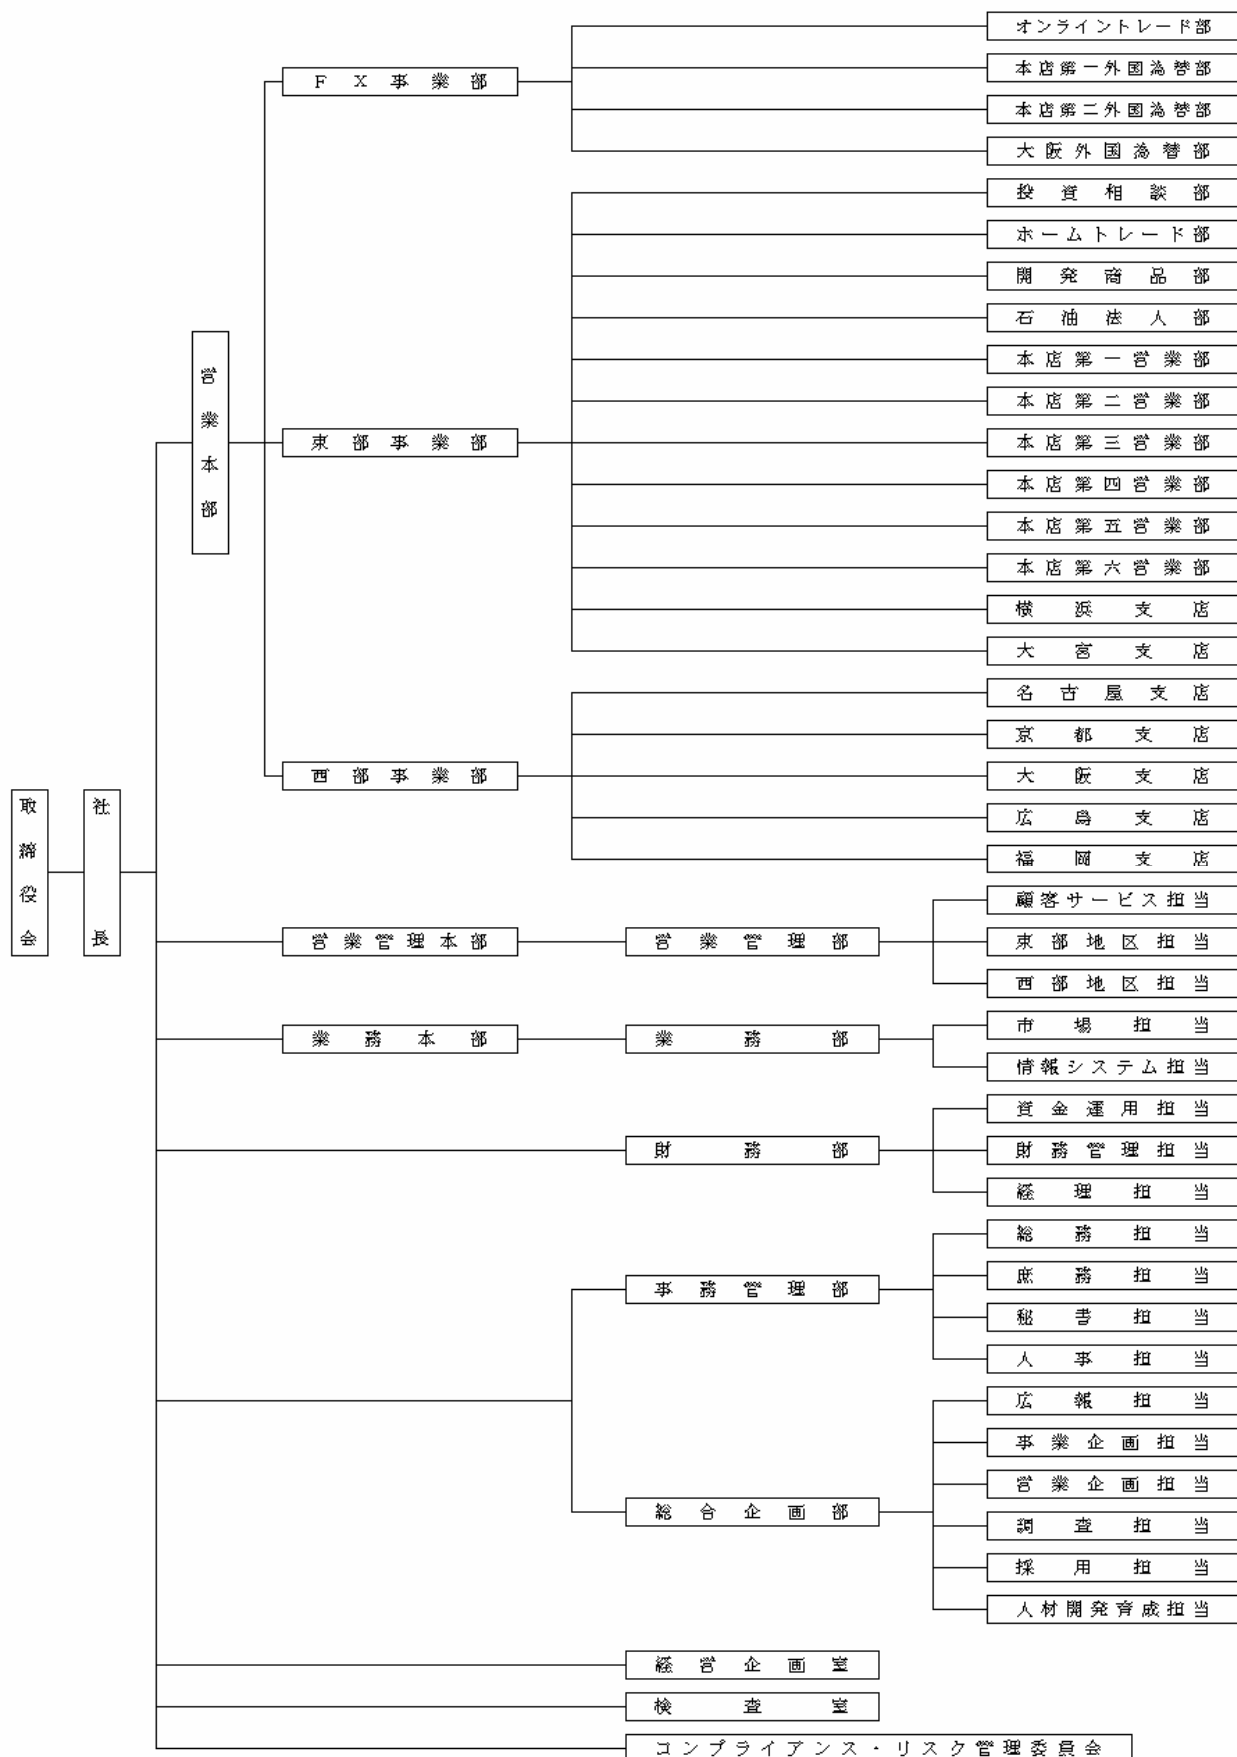 オンライントレード部
FX事業部
本店第一外国為替部
本店第二外国為替部
大阪外国為替部
投資相談部
ホームトレード部
開発商品部
石油法人部
本店第一営業部
本店第二営業部
営業本部
東部事業部
本店第三営業部
本店第四営業部
本店第五営業部
本店第六営業部
横浜支店
大宮支店
名古屋支店
京都支店
西部事業部
大阪支店
広島支店
福岡支店
取締役会
社長
顧客サービス担当
営業管理本部
営業管理部
東部地区担当
西部地区担当
業務本部
業務部
市場担当
情報システム担当
資金運用担当
財務部
財務管理担当
経理担当
総務担当
事務管理部
庶務担当
秘書担当
人事担当
広報担当
事業企画担当
営業企画担当
総合企画部
調査担当
採用担当
人材開発育成担当
経営企画室
検査室
コンプライアンス・リスク管理委員会